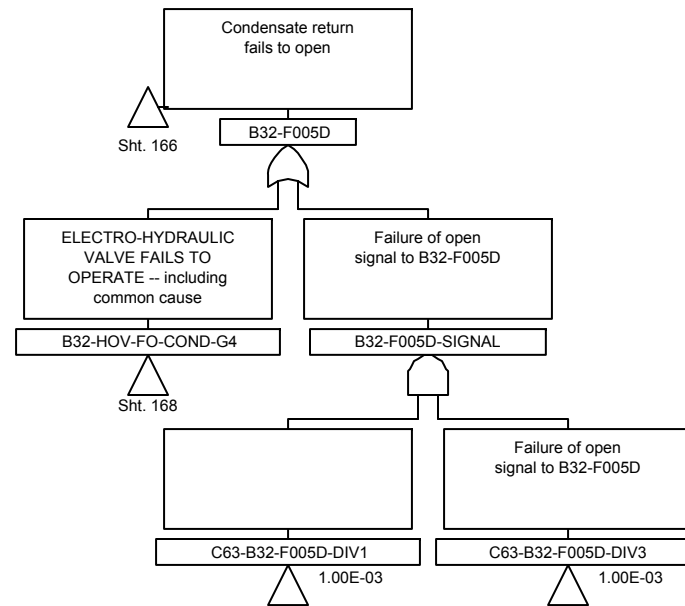 Condensate return
fails to open
Sht. 166
B32-F005D
ELECTRO-HYDRAULIC
VALVE FAILS TO
OPERATE -- including
common cause
B32-HOV-FO-COND-G4
Sht. 168
Failure of open
signal to B32-F005D
B32-F005D-SIGNAL
C63-B32-F005D-DIV1
1.00E-03
Failure of open
signal to B32-F005D
C63-B32-F005D-DIV3
1.00E-03